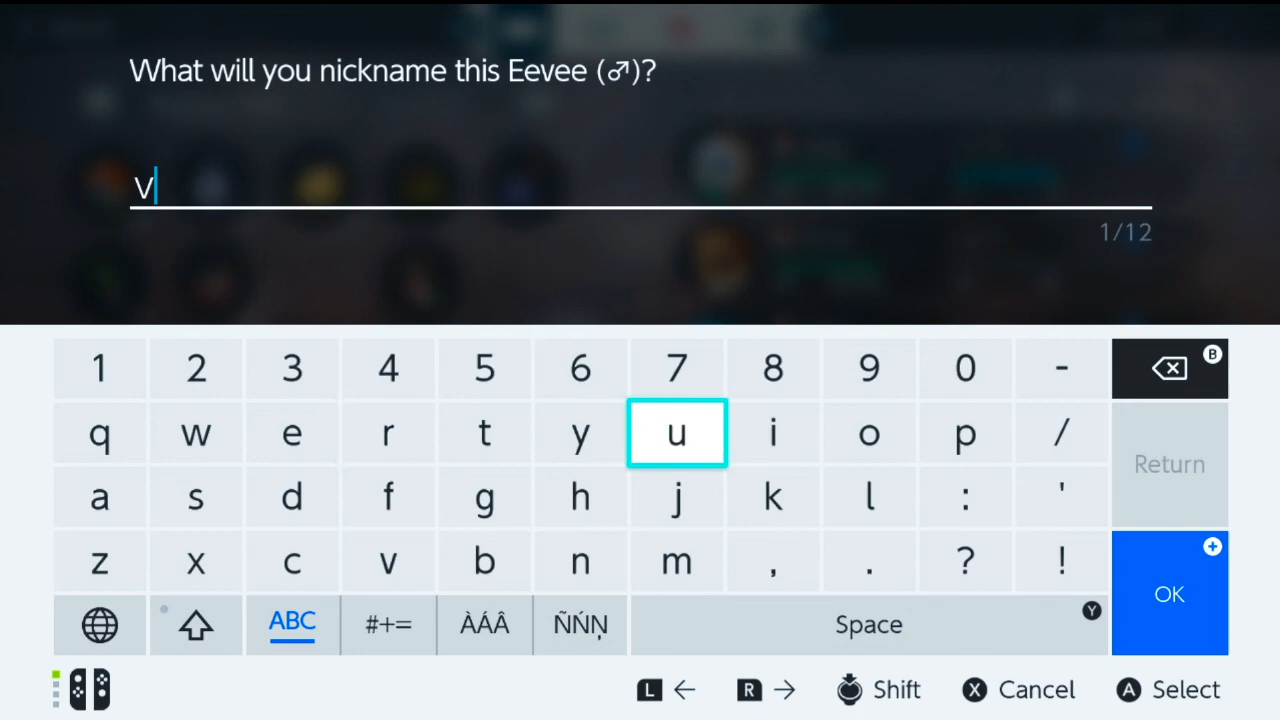 What will you nickname this Eevee (♂)?
V
1/12
1 2 3 4 5 6 7 8 9 0 - B
q w e r t y u i o p / Return
a s d f g h j k l : '
z x c v b n m , . ? ! +
ABC #+= ÀÁÂ ÑŃŅ Space Y OK
L ← R → Shift X Cancel A Select